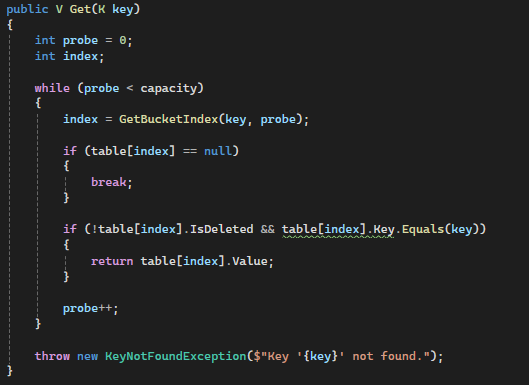 public V Get(K key)
{
    int probe = 0;
    int index;

    while (probe < capacity)
    {
        index = GetBucketIndex(key, probe);

        if (table[index] == null)
        {
            break;
        }

        if (!table[index].IsDeleted && table[index].Key.Equals(key))
        {
            return table[index].Value;
        }

        probe++;
    }

    throw new KeyNotFoundException($"Key '{key}' not found.");
}